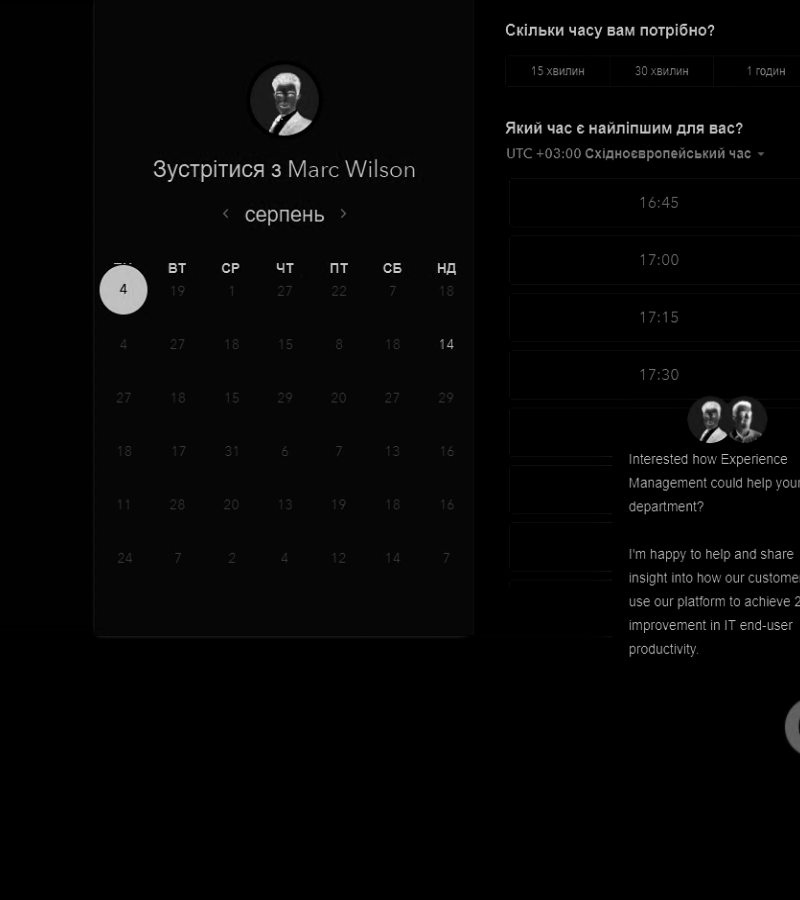 Зустрітися з Marc Wilson
серпень
ВТ СР ЧТ ПТ СБ НД
4 19 1 27 22 7 18
4 27 18 15 8 18 14
27 18 15 29 20 27 29
18 17 31 6 7 13 16
11 28 20 13 19 18 16
24 7 2 4 12 14 7
Скільки часу вам потрібно?
15 хвилин 30 хвилин 1 годин
Який час є найліпшим для вас?
UTC +03:00 Східноєвропейський час
16:45
17:00
17:15
17:30
Interested how Experience
Management could help your
department?
I'm happy to help and share
insight into how our custome
use our platform to achieve 2
improvement in IT end-user
productivity.